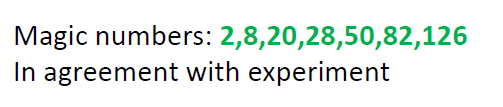 Magic numbers: 2,8,20,28,50,82,126
In agreement with experiment